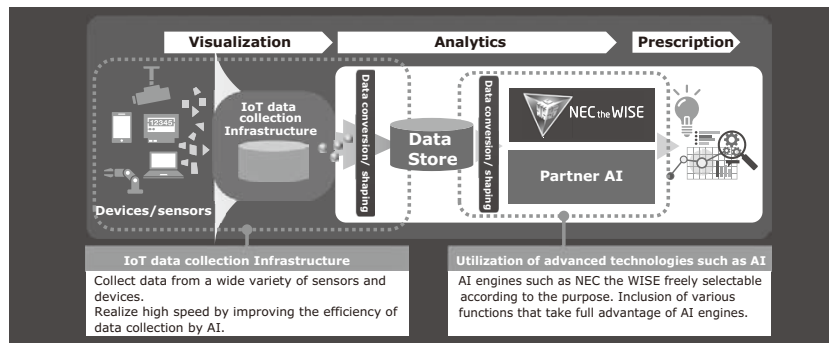 Visualization
Analytics
Prescription
IoT data
collection
Infrastructure
12345
Devices/sensors
Data conversion/ shaping
Data
Store
Data conversion/ shaping
NEC the WISE
Partner AI
IoT data collection Infrastructure
Collect data from a wide variety of sensors and
devices.
Realize high speed by improving the efficiency of
data collection by AI.
Utilization of advanced technologies such as AI
AI engines such as NEC the WISE freely selectable
according to the purpose. Inclusion of various
functions that take full advantage of AI engines.